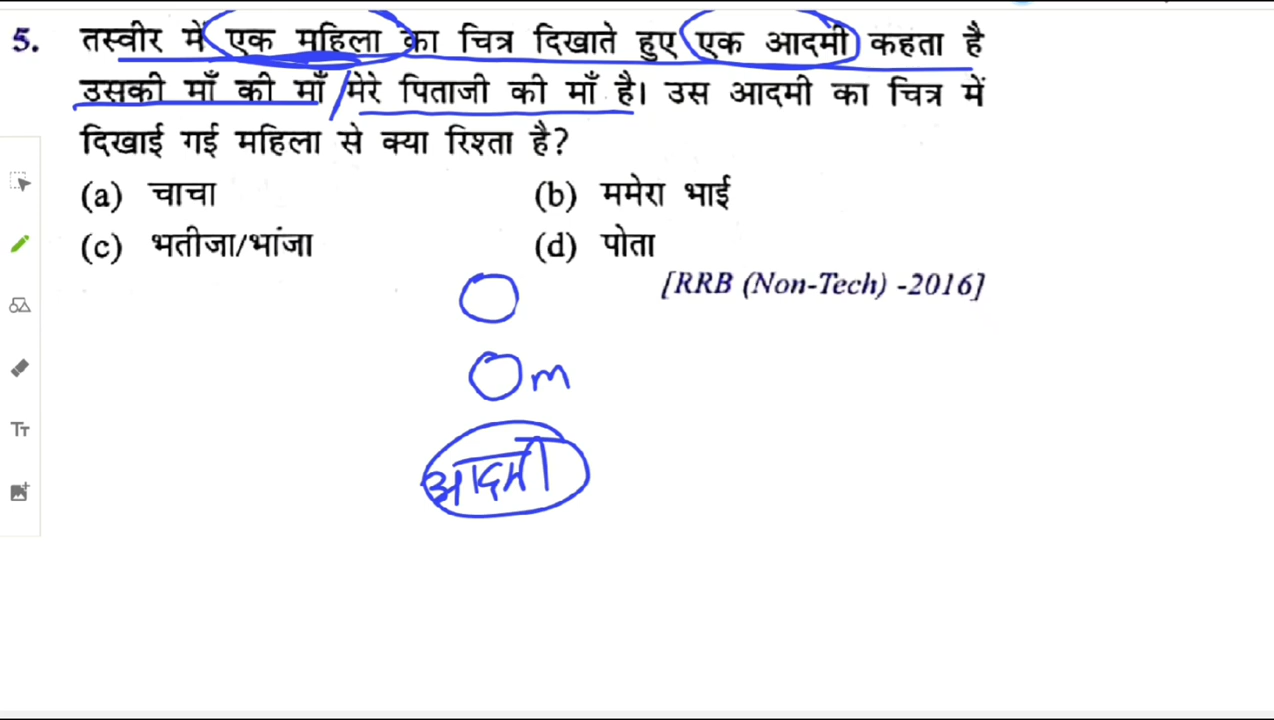 5. तस्वीर में एक महिला का चित्र दिखाते हुए एक आदमी कहता है
उसकी माँ की माँ मेरे पिताजी की माँ है। उस आदमी का चित्र में
दिखाई गई महिला से क्या रिश्ता है?
(a) चाचा (b) ममेरा भाई
(c) भतीजा/भांजा (d) पोता
[RRB (Non-Tech) -2016]
m
आदमी
TT